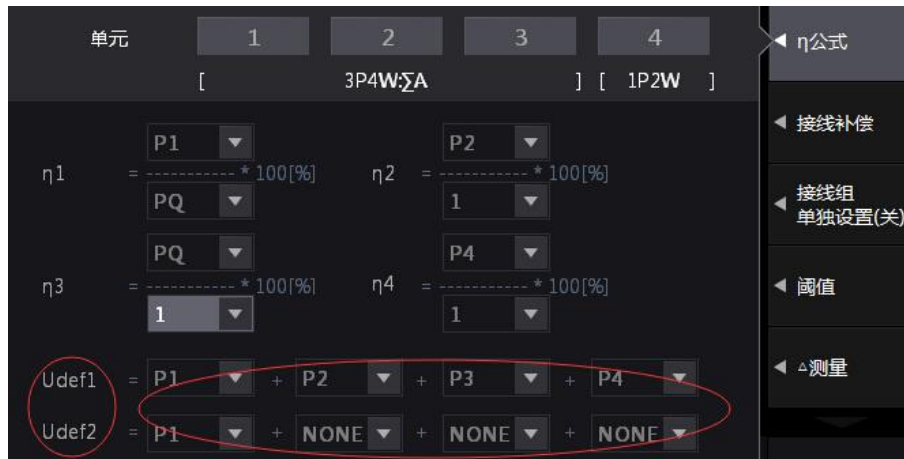 单元 1 2 3 4
[ 3P4W:∑A ] [ 1P2W ]
η公式
接线补偿
接线组
单独设置(关)
阈值
△测量
P1 P2
η1 = ----------- * 100[%] η2 = ----------- * 100[%]
PQ 1
PQ P4
η3 = ----------- * 100[%] η4 = ----------- * 100[%]
1 1
Udef1 = P1 + P2 + P3 + P4
Udef2 = P1 + NONE + NONE + NONE